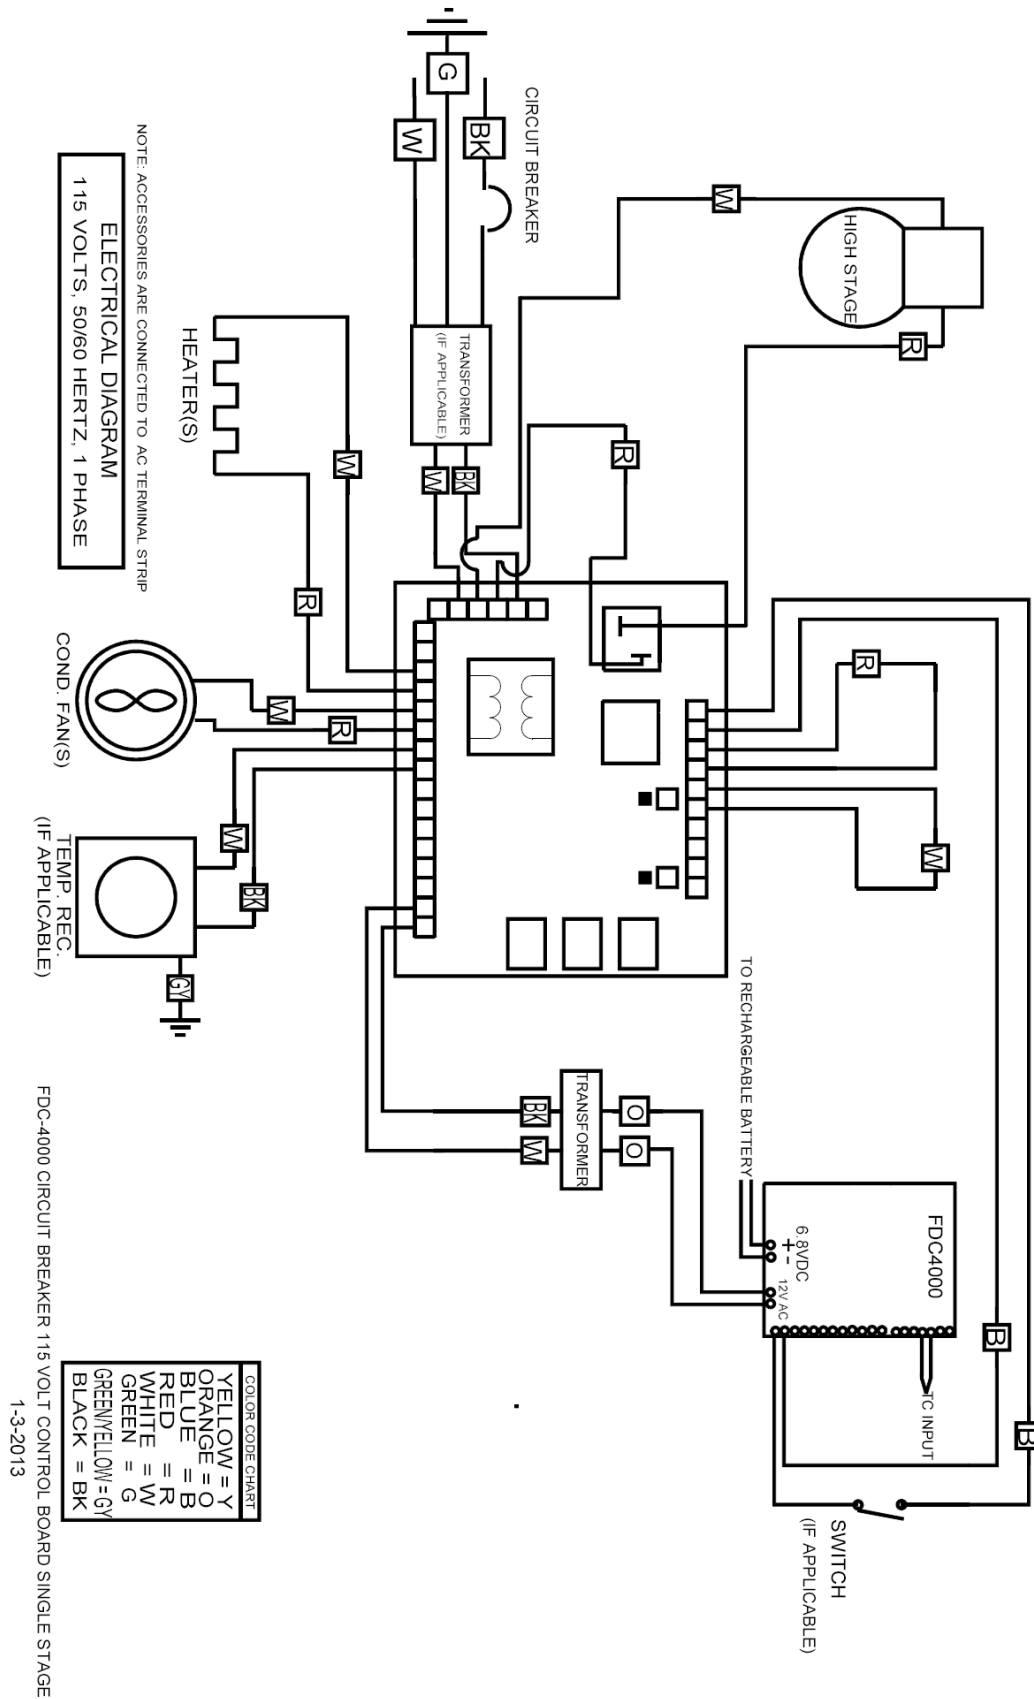 CIRCUIT BREAKER
G
W
BK
HIGH STAGE
W
R
TRANSFORMER
(IF APPLICABLE)
W
BK
R
R
W
HEATER(S)
W
R
COND. FAN(S)
W
R
TEMP. REC.
(IF APPLICABLE)
W
BK
GY
TRANSFORMER
BK
W
O
O
TO RECHARGEABLE BATTERY
FDC4000
6.8VDC
+ -
12V AC
TC INPUT
B
B
SWITCH
(IF APPLICABLE)
NOTE: ACCESSORIES ARE CONNECTED TO AC TERMINAL STRIP
ELECTRICAL DIAGRAM
115 VOLTS, 50/60 HERTZ, 1 PHASE
COLOR CODE CHART
YELLOW = Y
ORANGE = O
BLUE = B
RED = R
WHITE = W
GREEN = G
GREEN/YELLOW = GY
BLACK = BK
FDC-4000 CIRCUIT BREAKER 115 VOLT CONTROL BOARD SINGLE STAGE
1-3-2013